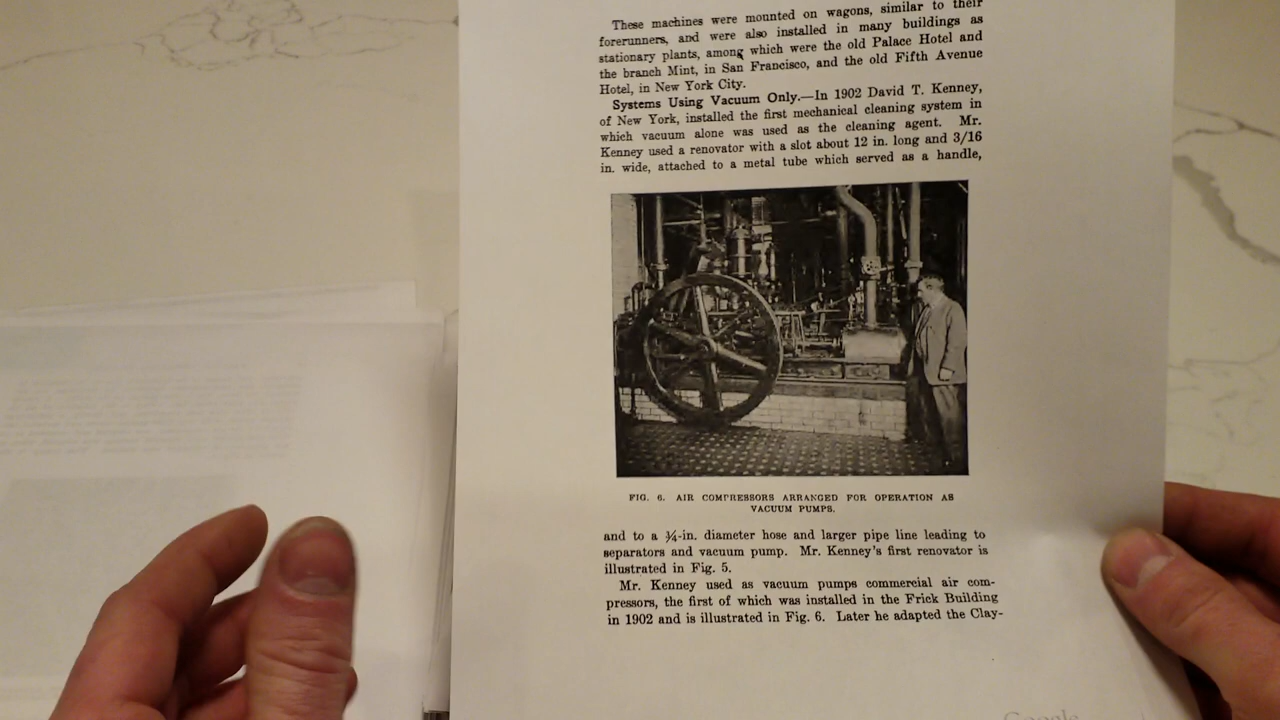 These machines were mounted on wagons, similar to their
forerunners, and were also installed in many buildings as
stationary plants, among which were the old Palace Hotel and
the branch Mint, in San Francisco, and the old Fifth Avenue
Hotel, in New York City.
Systems Using Vacuum Only.—In 1902 David T. Kenney,
of New York, installed the first mechanical cleaning system in
which vacuum alone was used as the cleaning agent. Mr.
Kenney used a renovator with a slot about 12 in. long and 3/16
in. wide, attached to a metal tube which served as a handle,
FIG. 6. AIR COMPRESSORS ARRANGED FOR OPERATION AS
VACUUM PUMPS.
and to a ¾-in. diameter hose and larger pipe line leading to
separators and vacuum pump. Mr. Kenney's first renovator is
illustrated in Fig. 5.
Mr. Kenney used as vacuum pumps commercial air com-
pressors, the first of which was installed in the Frick Building
in 1902 and is illustrated in Fig. 6. Later he adapted the Clay-
Google